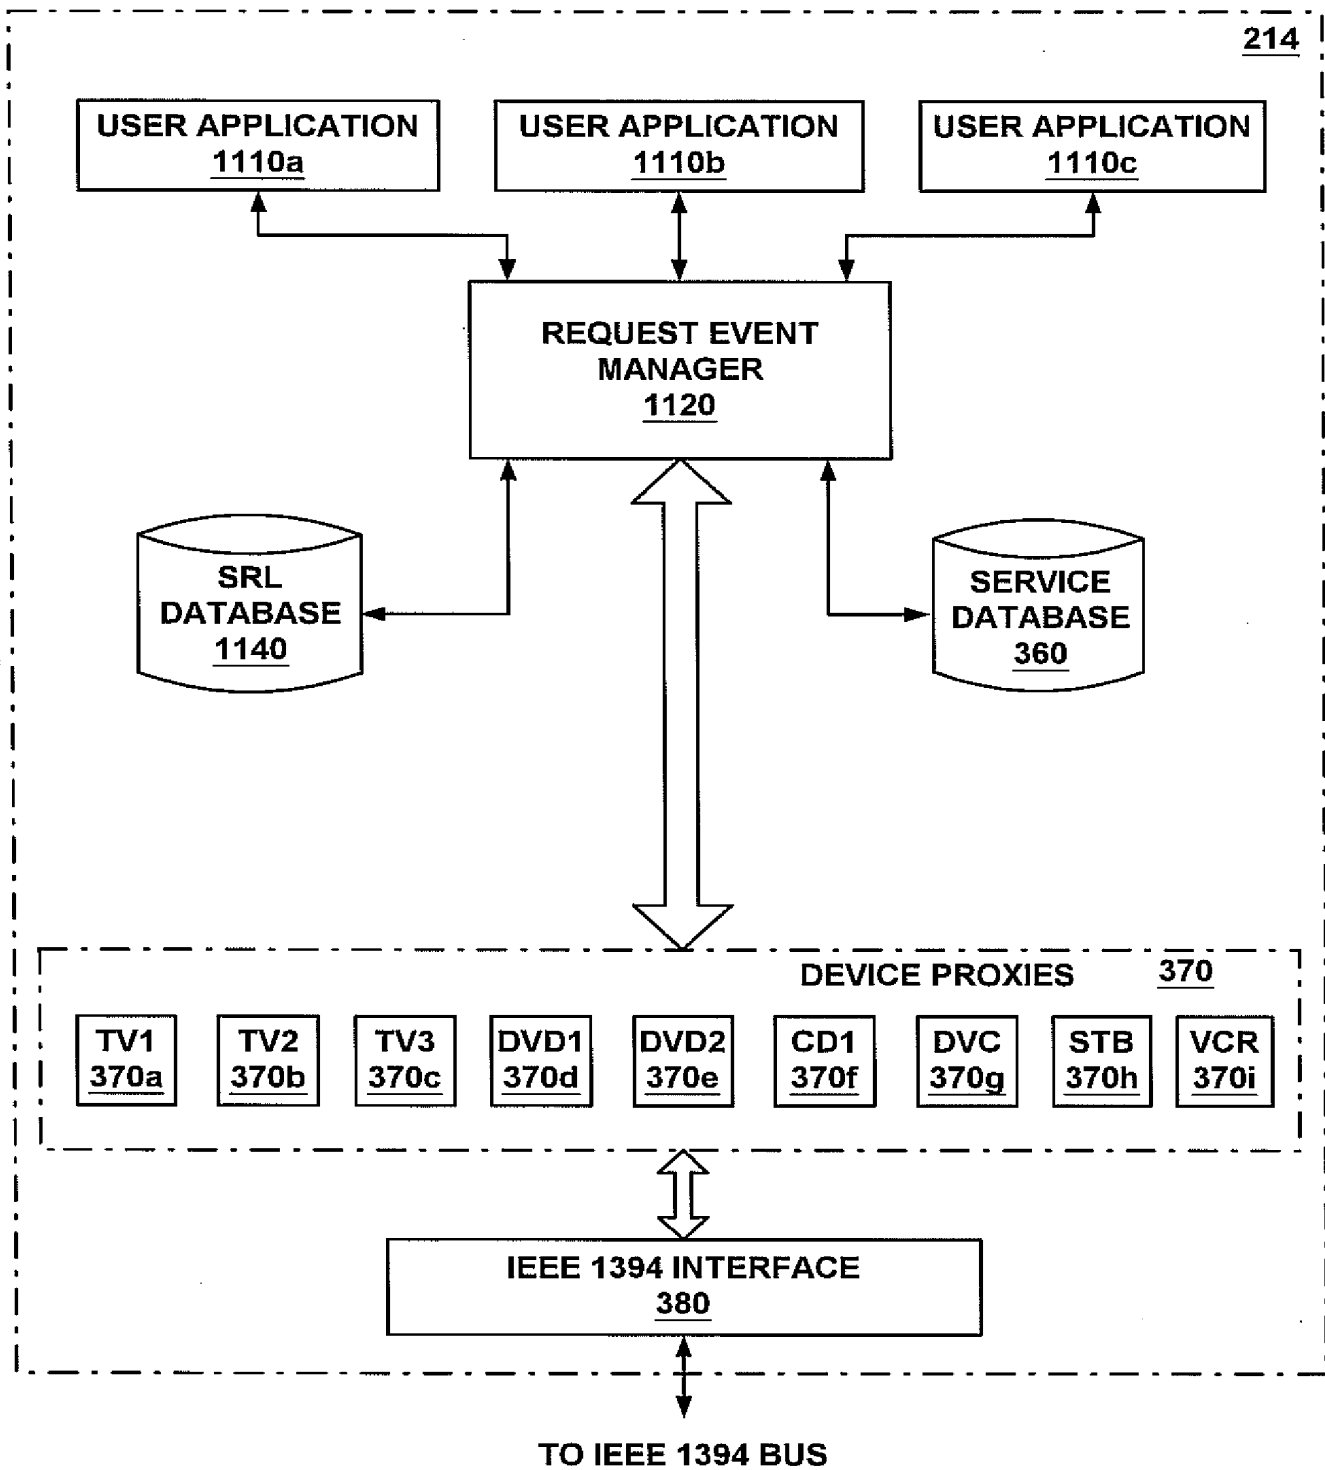 214
USER APPLICATION
1110a
USER APPLICATION
1110b
USER APPLICATION
1110c
REQUEST EVENT
MANAGER
1120
SRL
DATABASE
1140
SERVICE
DATABASE
360
DEVICE PROXIES 370
TV1
370a
TV2
370b
TV3
370c
DVD1
370d
DVD2
370e
CD1
370f
DVC
370g
STB
370h
VCR
370i
IEEE 1394 INTERFACE
380
TO IEEE 1394 BUS